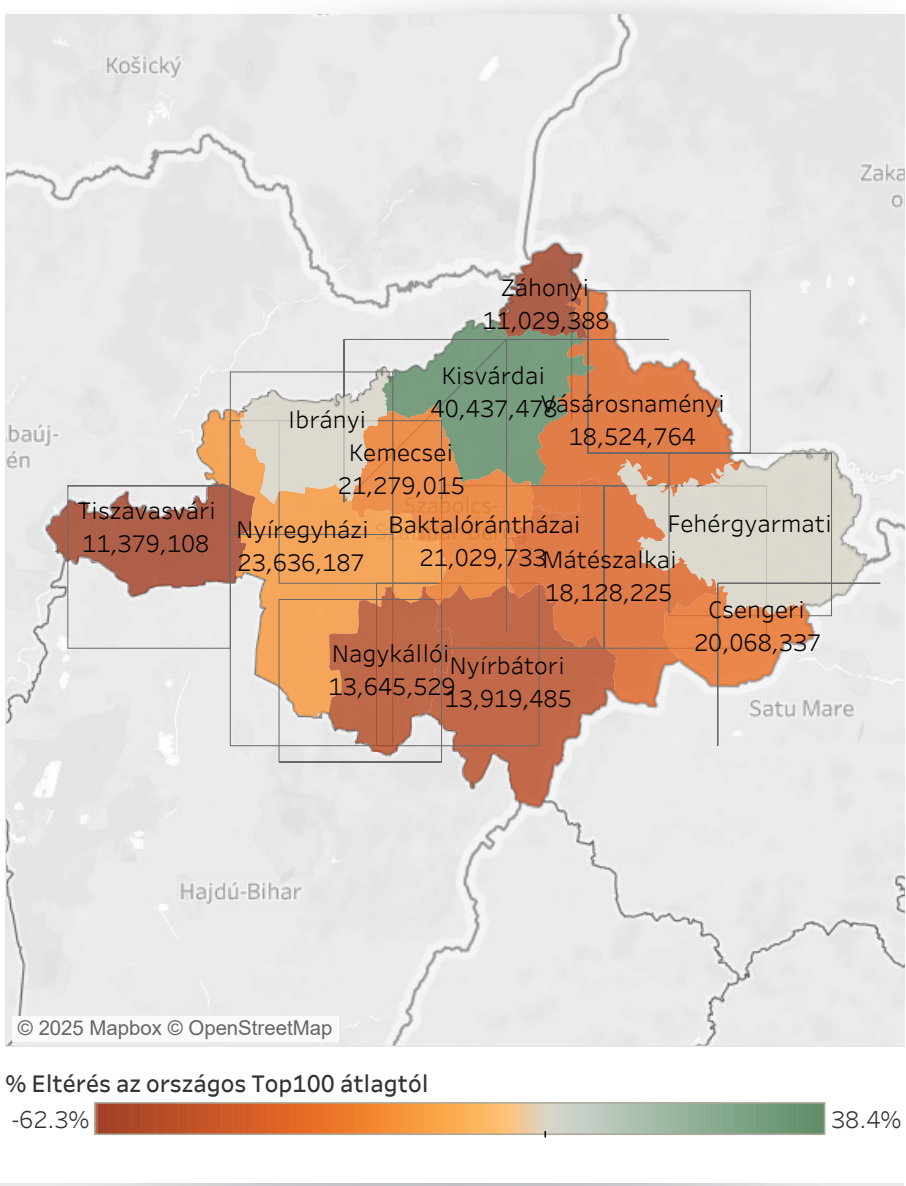 Košický
Zaka
o
Záhonyi
11,029,388
Kisvárdai
40,437,478
Vásárosnaményi
18,524,764
Ibrányi
baúj-
én
Kemecsei
21,279,015
Szabolcs-
Tiszavasvári
11,379,108
Nyíregyházi
23,636,187
Baktalórántházai
21,029,733
Fehérgyarmati
Mátészalkai
18,128,225
Csengeri
20,068,337
Nagykállói
13,645,529
Nyírbátori
13,919,485
Satu Mare
Hajdú-Bihar
© 2025 Mapbox © OpenStreetMap
% Eltérés az országos Top100 átlagtól
-62.3%
38.4%